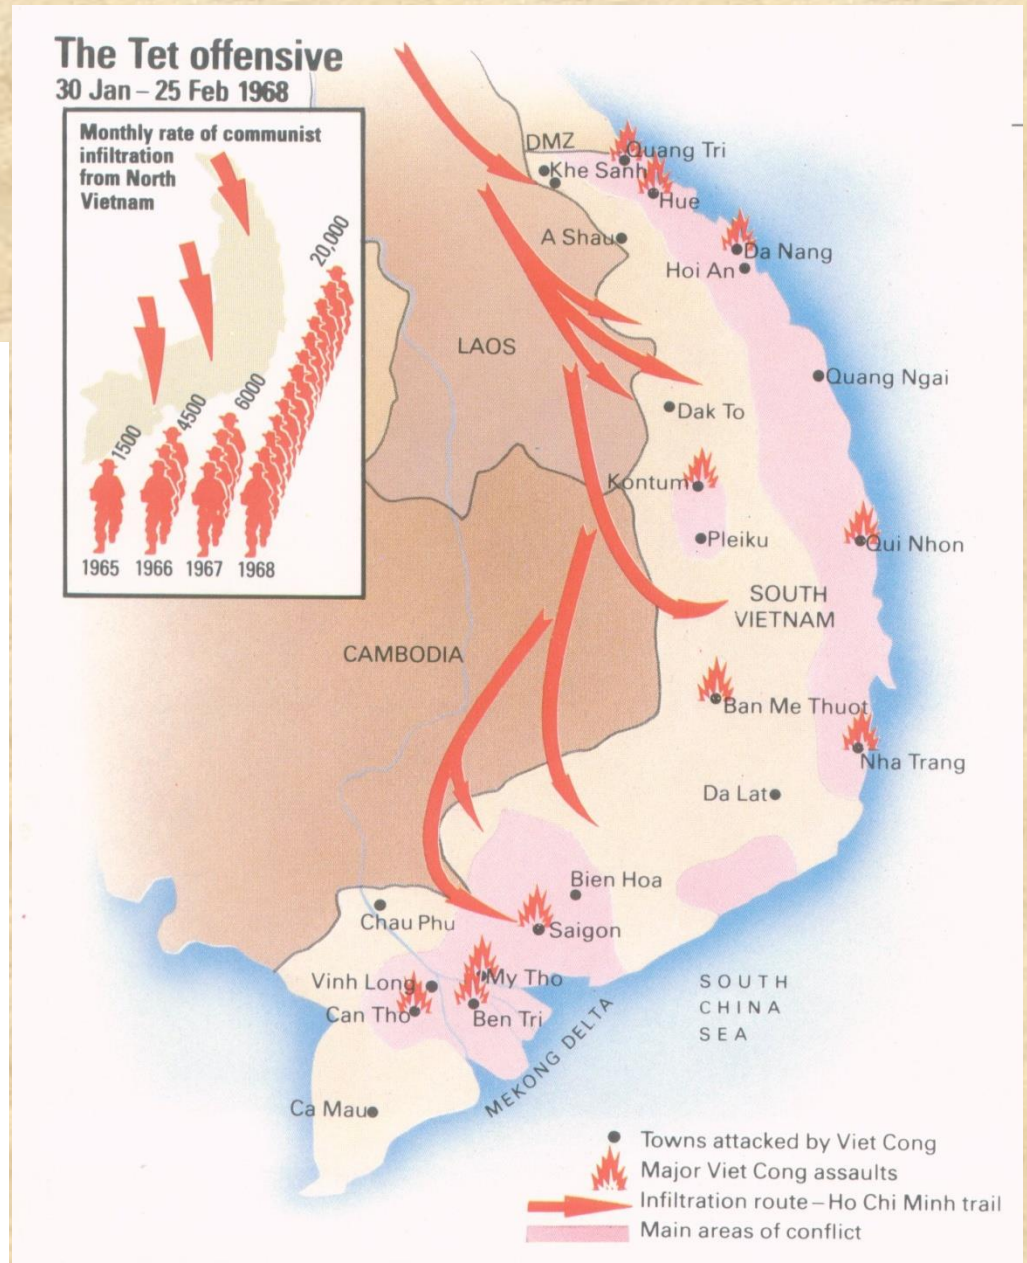 The Tet offensive
30 Jan – 25 Feb 1968
Monthly rate of communist
infiltration
from North
Vietnam
1500
4500
6000
20,000
1965 1966 1967 1968
DMZ
Quang Tri
Khe Sanh
Hue
A Shau
Da Nang
Hoi An
LAOS
Quang Ngai
Dak To
Kontum
Pleiku
Qui Nhon
SOUTH
VIETNAM
CAMBODIA
Ban Me Thuot
Nha Trang
Da Lat
Bien Hoa
Chau Phu
Saigon
Vinh Long
My Tho
Can Tho
Ben Tri
SOUTH
CHINA
SEA
MEKONG DELTA
Ca Mau
Towns attacked by Viet Cong
Major Viet Cong assaults
Infiltration route – Ho Chi Minh trail
Main areas of conflict